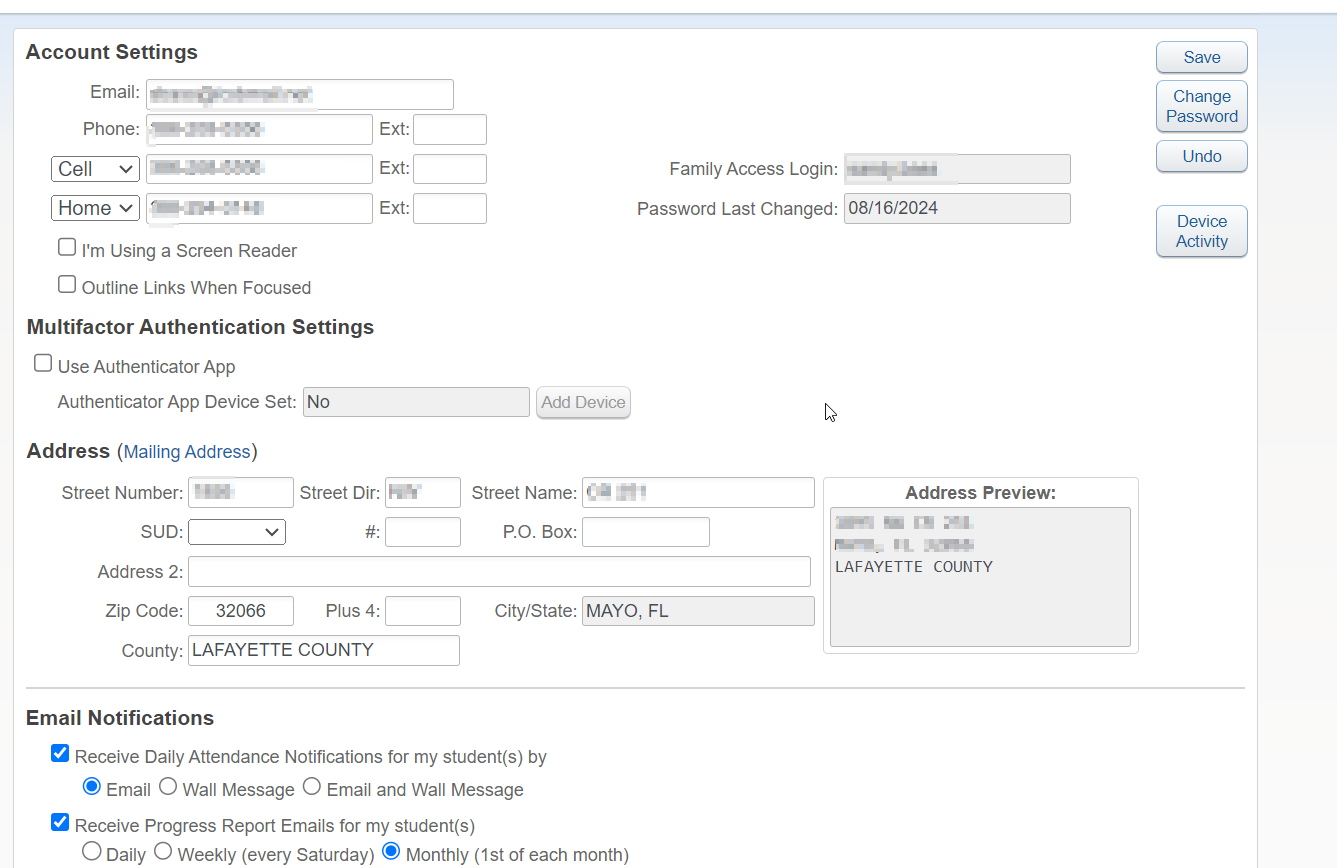 Account Settings
Save
Email:
Change Password
Phone: Ext:
Cell Ext:
Undo
Family Access Login:
Home Ext:
Password Last Changed: 08/16/2024
Device Activity
I'm Using a Screen Reader
Outline Links When Focused
Multifactor Authentication Settings
Use Authenticator App
Authenticator App Device Set: No Add Device
Address (Mailing Address)
Street Number: Street Dir: Street Name:
Address Preview:
SUD: #: P.O. Box:
LAFAYETTE COUNTY
Address 2:
Zip Code: 32066 Plus 4: City/State: MAYO, FL
County: LAFAYETTE COUNTY
Email Notifications
Receive Daily Attendance Notifications for my student(s) by
Email Wall Message Email and Wall Message
Receive Progress Report Emails for my student(s)
Daily Weekly (every Saturday) Monthly (1st of each month)